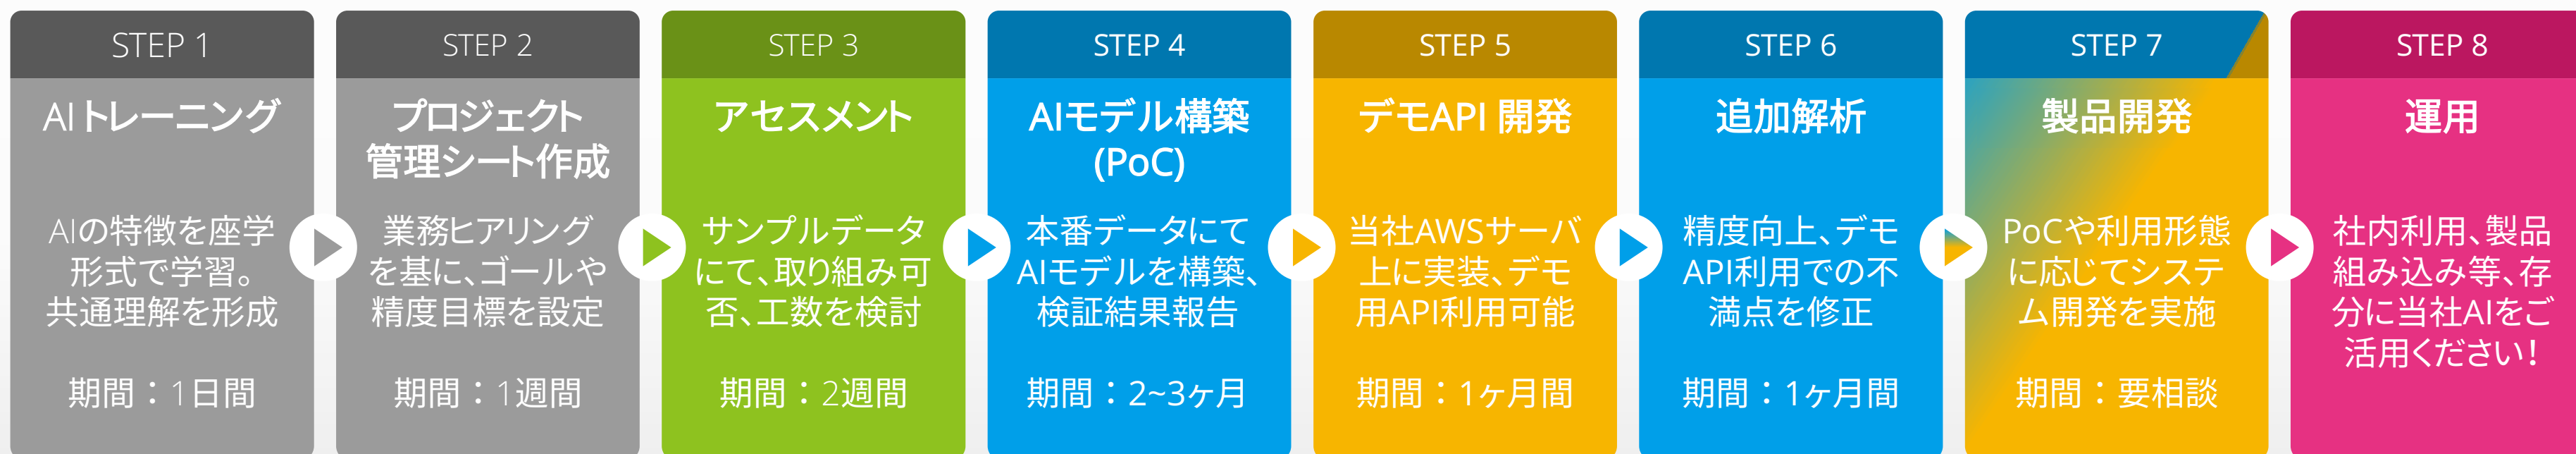 STEP 1
AIトレーニング
AIの特徴を座学
形式で学習。
共通理解を形成
期間：1日間
STEP 2
プロジェクト
管理シート作成
業務ヒアリング
を基に、ゴールや
精度目標を設定
期間：1週間
STEP 3
アセスメント
サンプルデータ
にて、取り組み可
否、工数を検討
期間：2週間
STEP 4
AIモデル構築
(PoC)
本番データにて
AIモデルを構築、
検証結果報告
期間：2~3ヶ月
STEP 5
デモAPI 開発
当社AWSサーバ
上に実装、デモ
用API利用可能
期間：1ヶ月間
STEP 6
追加解析
精度向上、デモ
API利用での不
満点を修正
期間：1ヶ月間
STEP 7
製品開発
PoCや利用形態
に応じてシステ
ム開発を実施
期間：要相談
STEP 8
運用
社内利用、製品
組み込み等、存
分に当社AIをご
活用ください！